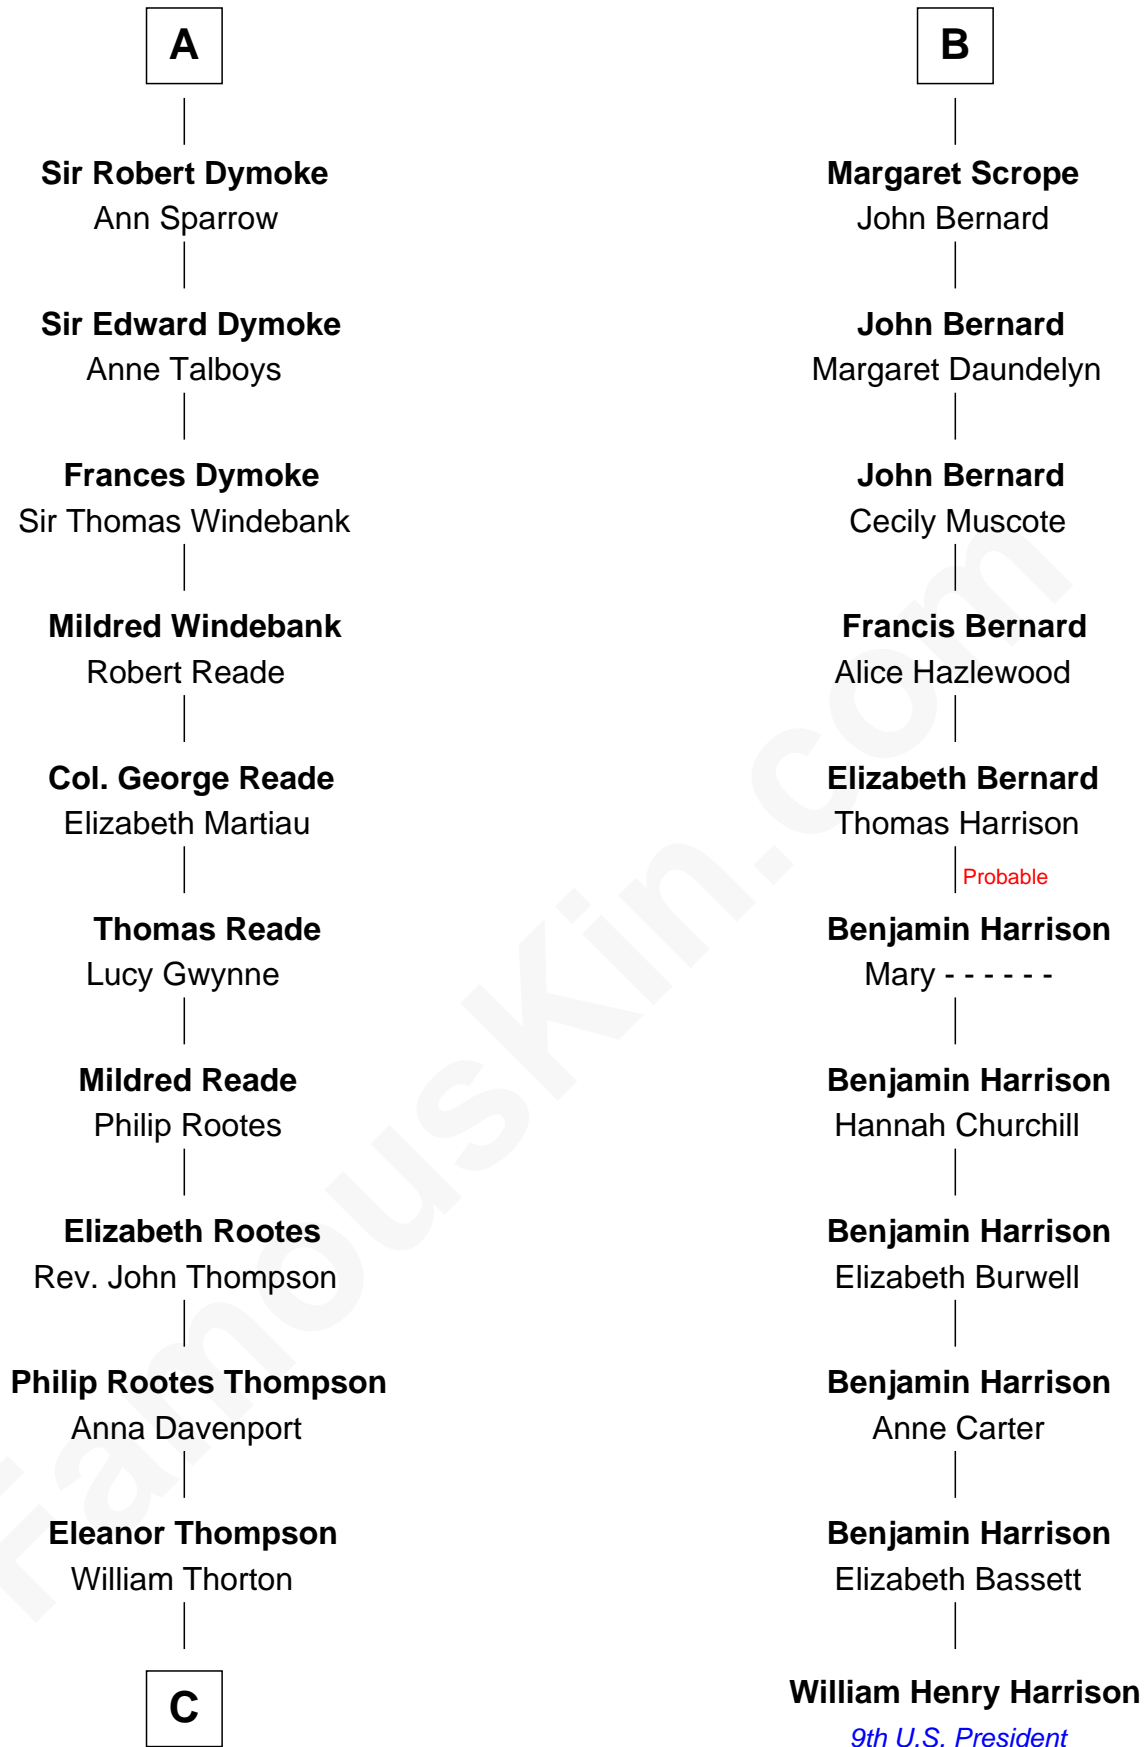 A
Sir Robert Dymoke
Ann Sparrow
Sir Edward Dymoke
Anne Talboys
Frances Dymoke
Sir Thomas Windebank
Mildred Windebank
Robert Reade
Col. George Reade
Elizabeth Martiau
Thomas Reade
Lucy Gwynne
Mildred Reade
Philip Rootes
Elizabeth Rootes
Rev. John Thompson
Philip Rootes Thompson
Anna Davenport
Eleanor Thompson
William Thorton
C
B
Margaret Scrope
John Bernard
John Bernard
Margaret Daundelyn
John Bernard
Cecily Muscote
Francis Bernard
Alice Hazlewood
Elizabeth Bernard
Thomas Harrison
Probable
Benjamin Harrison
Mary - - - - - -
Benjamin Harrison
Hannah Churchill
Benjamin Harrison
Elizabeth Burwell
Benjamin Harrison
Anne Carter
Benjamin Harrison
Elizabeth Bassett
William Henry Harrison
9th U.S. President
FamousKin.com